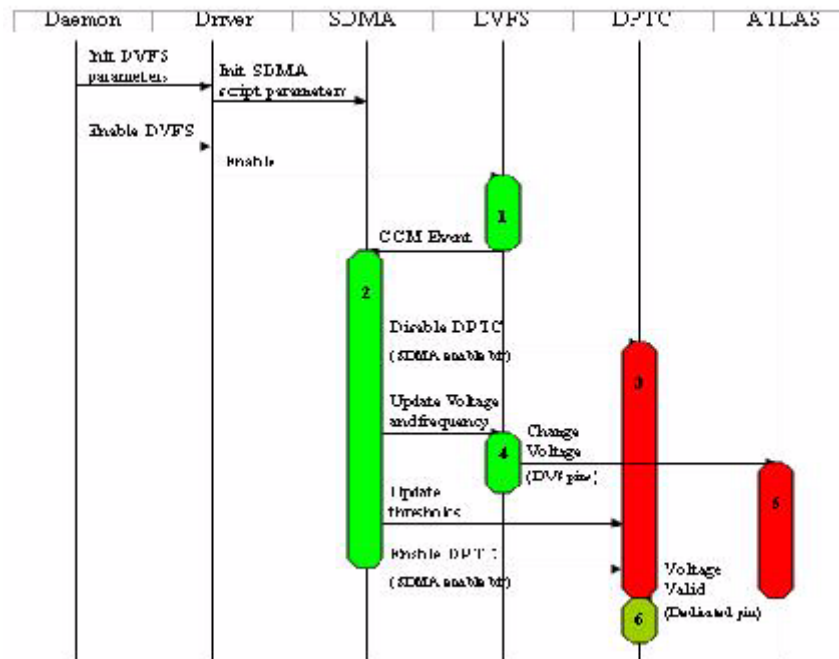 Daemon Driver SDMA DVFS DPTC ATLAS
Init DVFS
parameters
Init SDMA
script parameters
Enable DVFS
Enable
1
CCM Event
2
Disable DPTC
(SDMA enable bit)
3
Update Voltage
and frequency
4
Change
Voltage
(DVF pins)
5
Update
thresholds
Enable DPTC
(SDMA enable bit)
Voltage
Valid
(Dedicated pin)
6